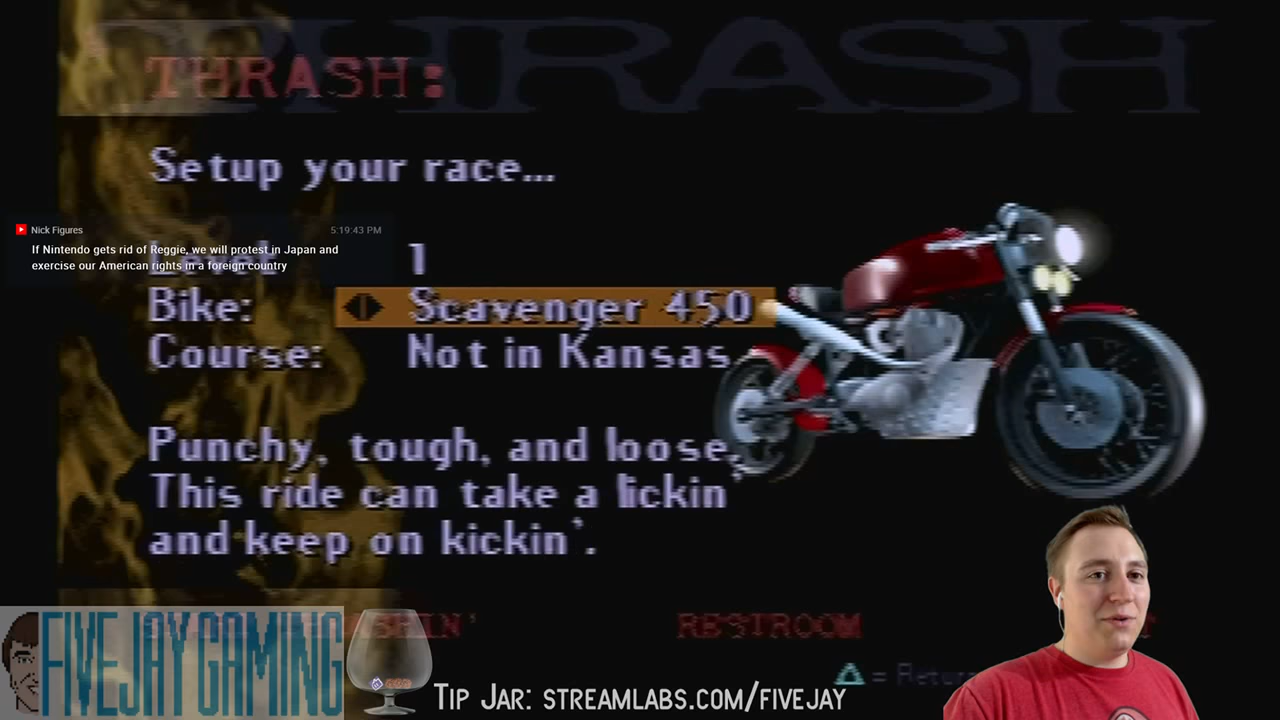 THRASH
THRASH:
Setup your race...
Nick Figures 5:19:43 PM
If Nintendo gets rid of Reggie, we will protest in Japan and
exercise our American rights in a foreign country
Level 1
Bike: Scavenger 450
Course: Not in Kansas
Punchy, tough, and loose,
This ride can take a lickin'
and keep on kickin'.
FIVEJAY GAMING
RESTROOM
= Retur
TIP JAR: STREAMLABS.COM/FIVEJAY